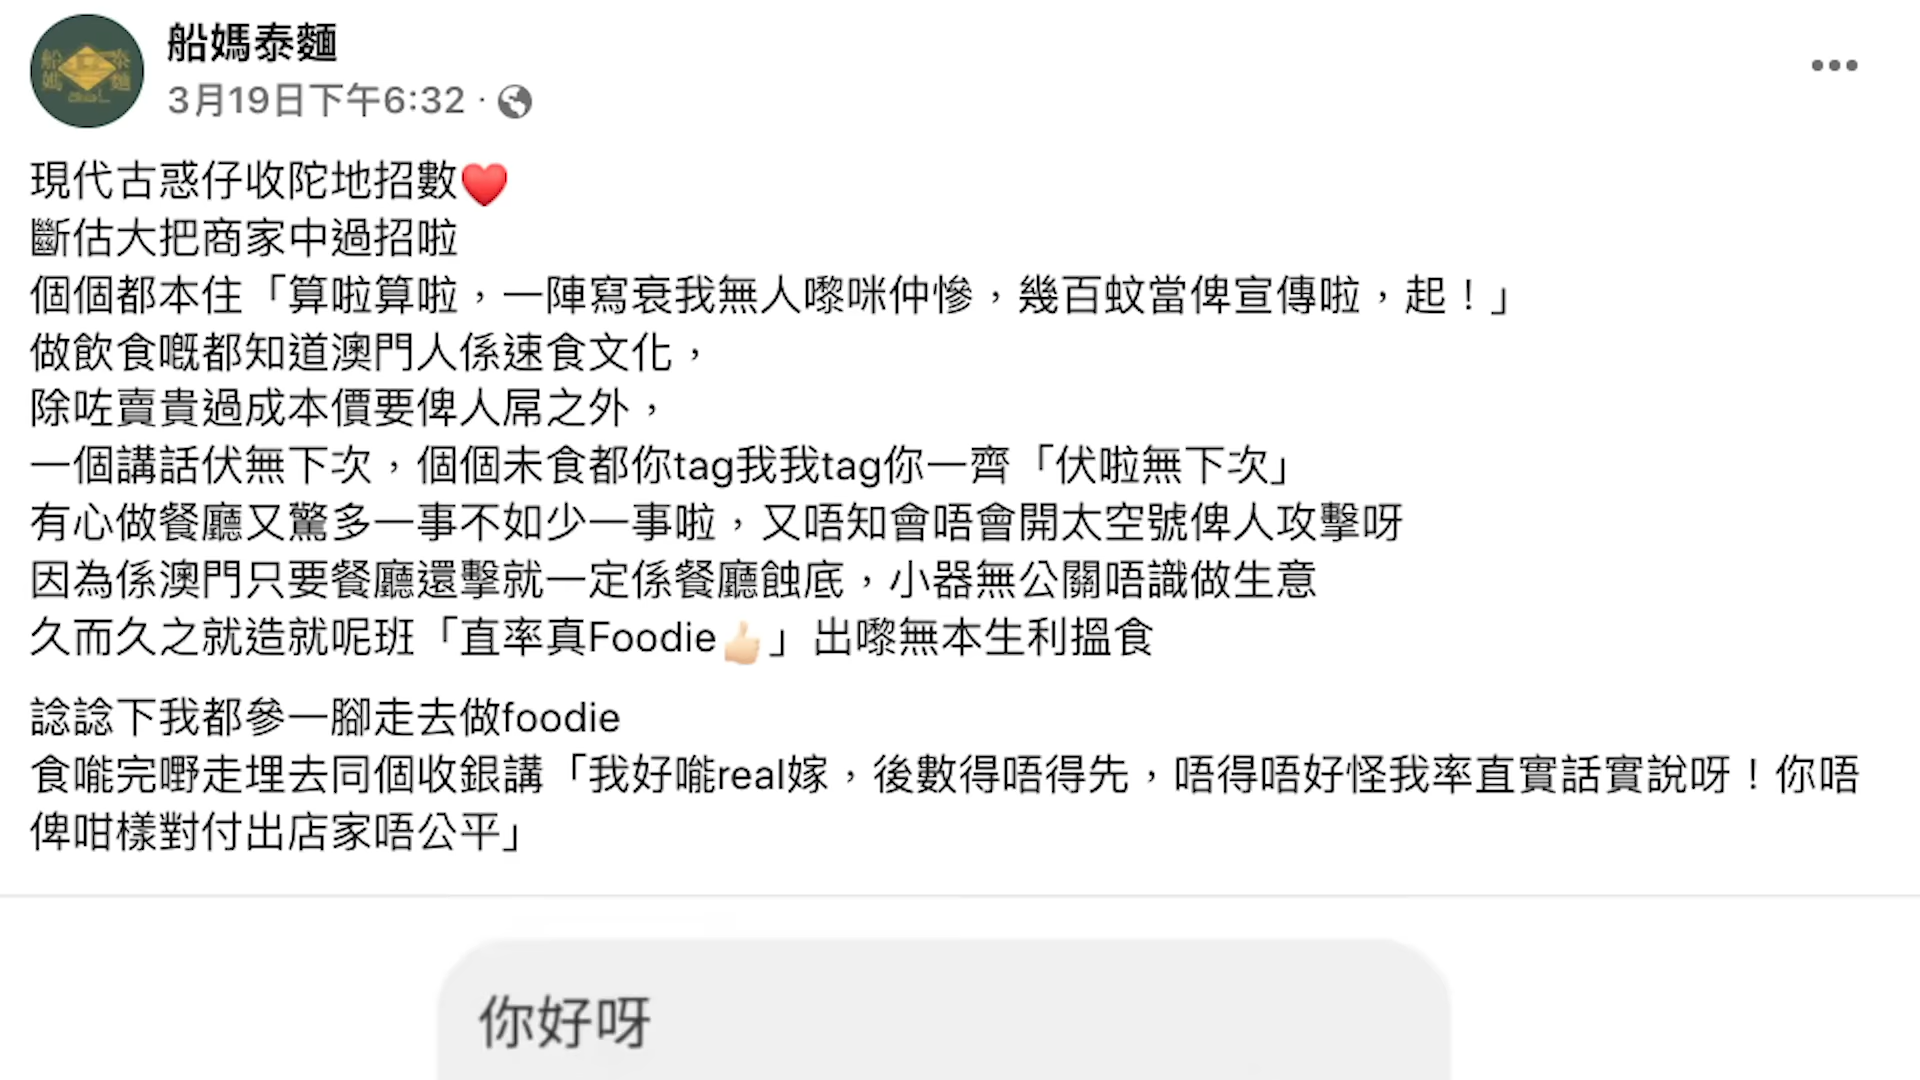 船媽泰麵
3月19日下午6:32
現代古惑仔收陀地招數❤️
斷估大把商家中過招啦
個個都本住「算啦算啦，一陣寫衰我無人嚟咪仲慘，幾百蚊當俾宣傳啦，起！」
做飲食嘅都知道澳門人係速食文化，
除咗賣貴過成本價要俾人屌之外，
一個講話伏無下次，個個未食都你tag我我tag你一齊「伏啦無下次」
有心做餐廳又驚多一事不如少一事啦，又唔知會唔會開太空號俾人攻擊呀
因為係澳門只要餐廳還擊就一定係餐廳蝕底，小器無公關唔識做生意
久而久之就造就呢班「直率真Foodie👍🏻」出嚟無本生利搵食
諗諗下我都參一腳走去做foodie
食嚨完嘢走埋去同個收銀講「我好嚨real嫁，後數得唔得先，唔得唔好怪我率直實話實說呀！你唔
俾咁樣對付出店家唔公平」
你好呀